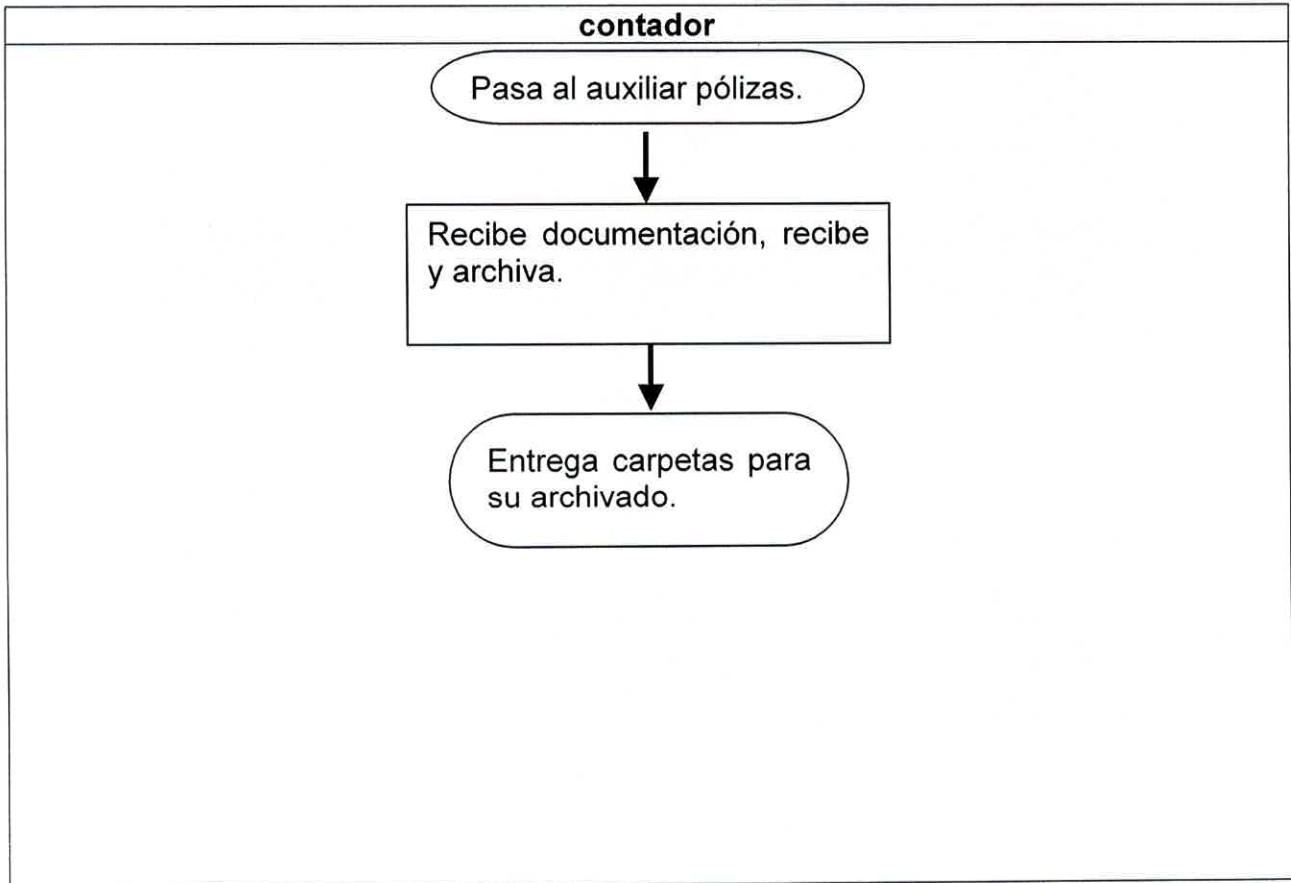 contador
Pasa al auxiliar pólizas.
Recibe documentación, recibe
y archiva.
Entrega carpetas para
su archivado.